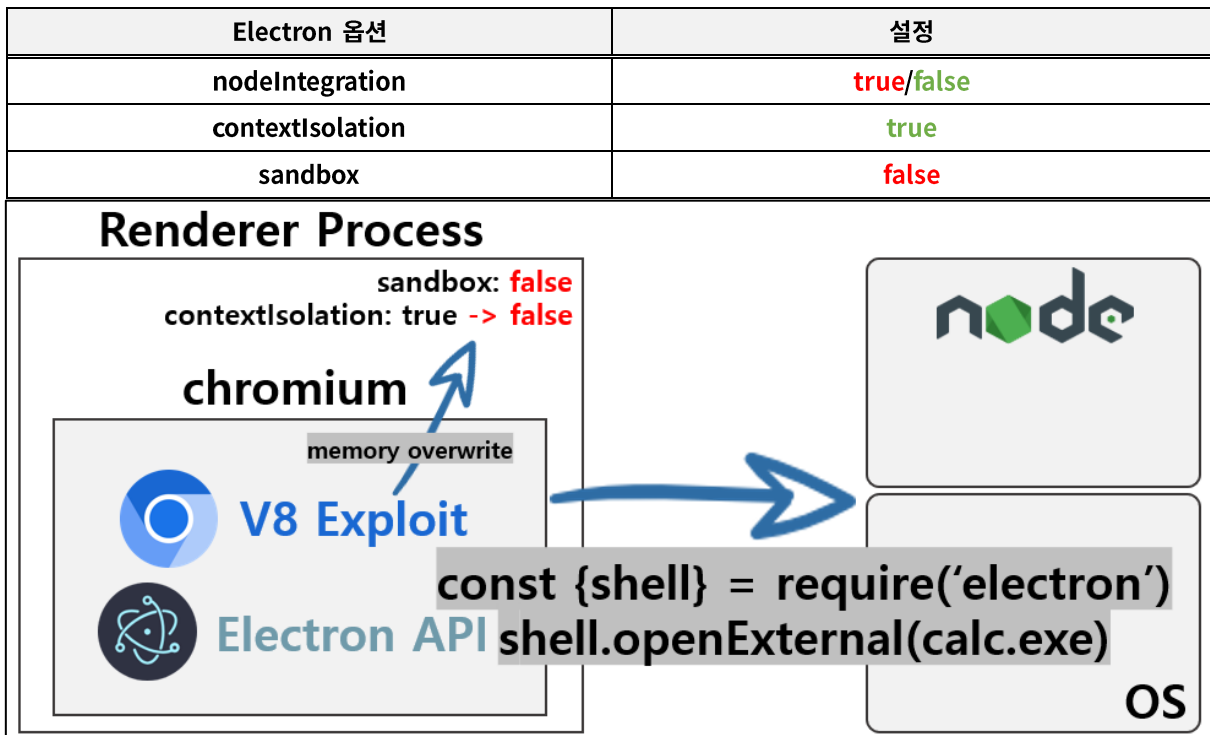 Electron 옵션 설정
nodeIntegration true/false
contextIsolation true
sandbox false
Renderer Process
sandbox: false
contextIsolation: true -> false
node
chromium
memory overwrite
V8 Exploit
const {shell} = require(‘electron’)
Electron API
shell.openExternal(calc.exe)
OS